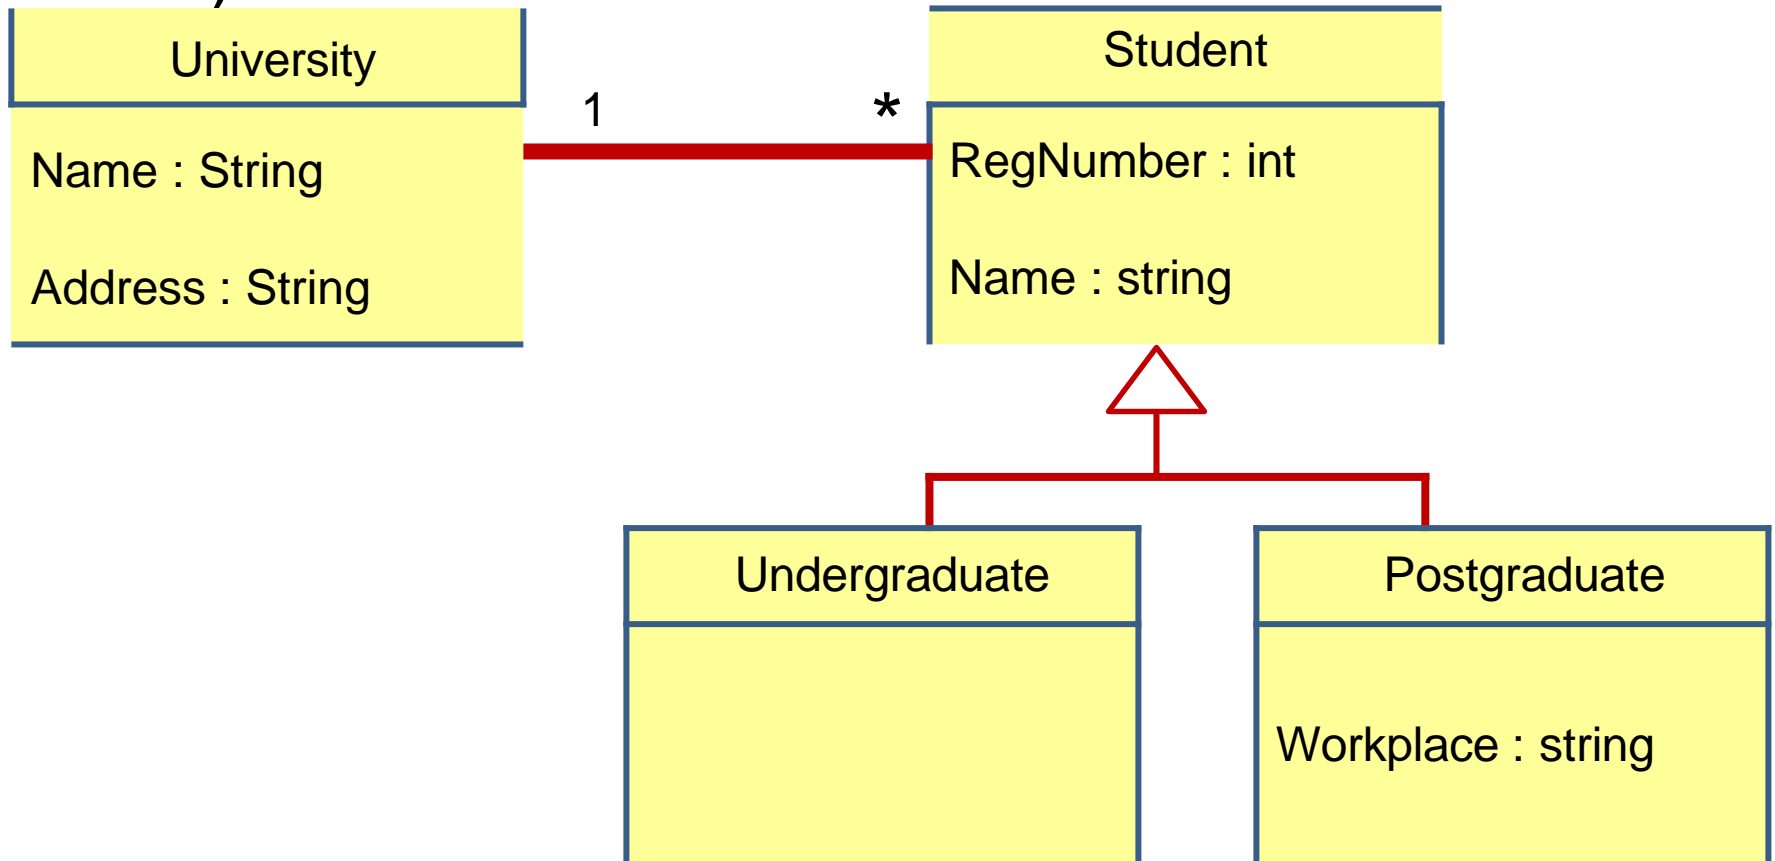 University
Name : String
Address : String
1
*
Student
RegNumber : int
Name : string
Undergraduate
Postgraduate
Workplace : string